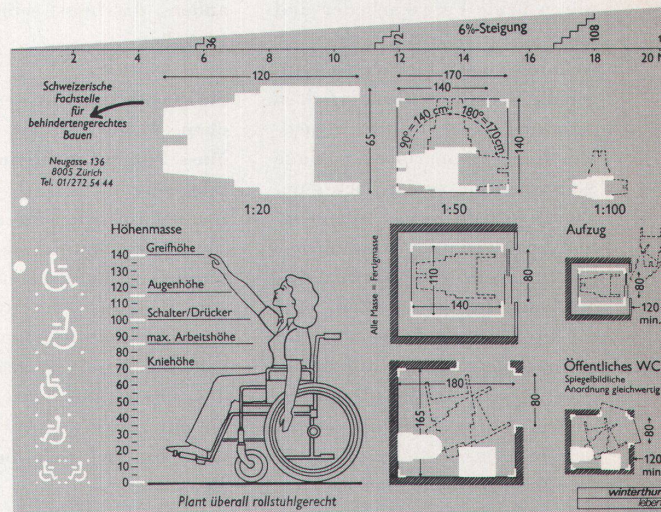 6%-Steigung
36
72
108
2
4
6
8
10
12
14
16
18
20
120
65
170
140
90°=140 cm
180°=170cm
140
Schweizerische
Fachstelle
für
behindertengerechtes
Bauen
Neugasse 136
8005 Zürich
Tel. 01/272 54 44
1:20
1:50
1:100
Höhenmasse
140
130
120
110
100
90
80
70
60
50
40
30
20
10
0
Greifhöhe
Augenhöhe
Schalter/Drücker
max. Arbeitshöhe
Kniehöhe
Plant überall rollstuhlgerecht
Alle Masse = Fertigmasse
110
140
80
180
165
80
Aufzug
80
120
min.
Öffentliches WC
Spiegelbildliche
Anordnung gleichwertig
80
120
min
winterthur
leben